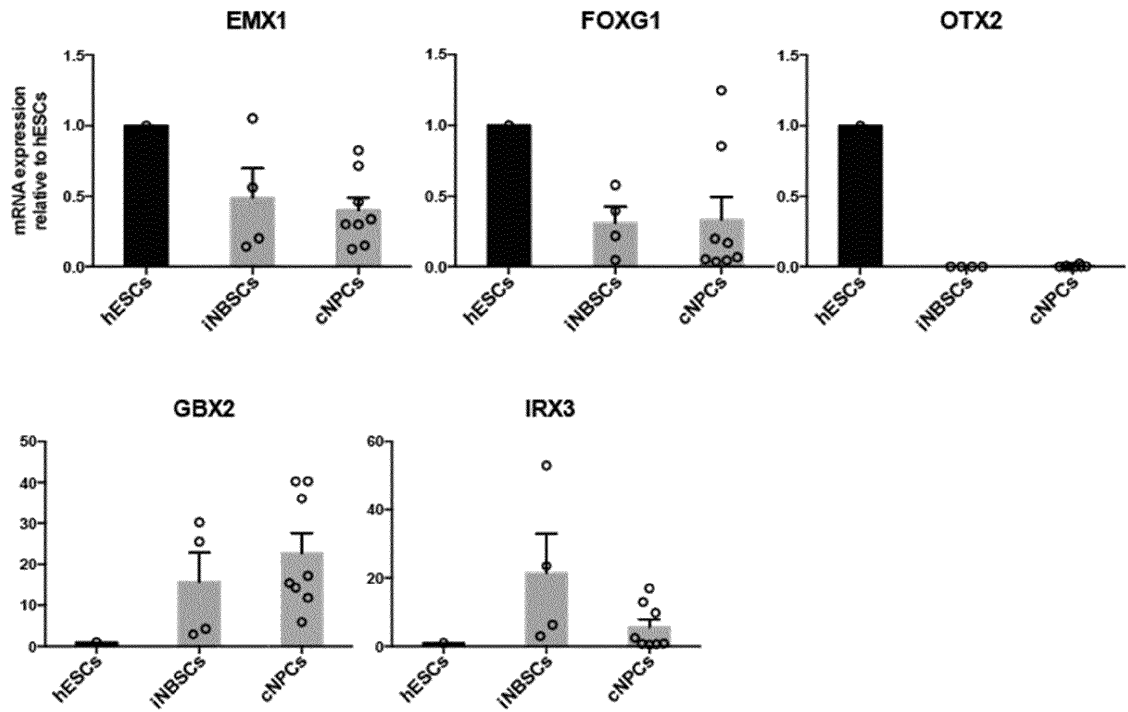 EMX1
FOXG1
OTX2
mRNA expression
relative to hESCs
1.5
1.0
0.5
0.0
hESCs
iNBSCs
cNPCs
1.5
1.0
0.5
0.0
hESCs
iNBSCs
cNPCs
1.5
1.0
0.5
0.0
hESCs
iNBSCs
cNPCs
GBX2
IRX3
50
40
30
20
10
0
hESCs
iNBSCs
cNPCs
60
40
20
0
hESCs
iNBSCs
cNPCs